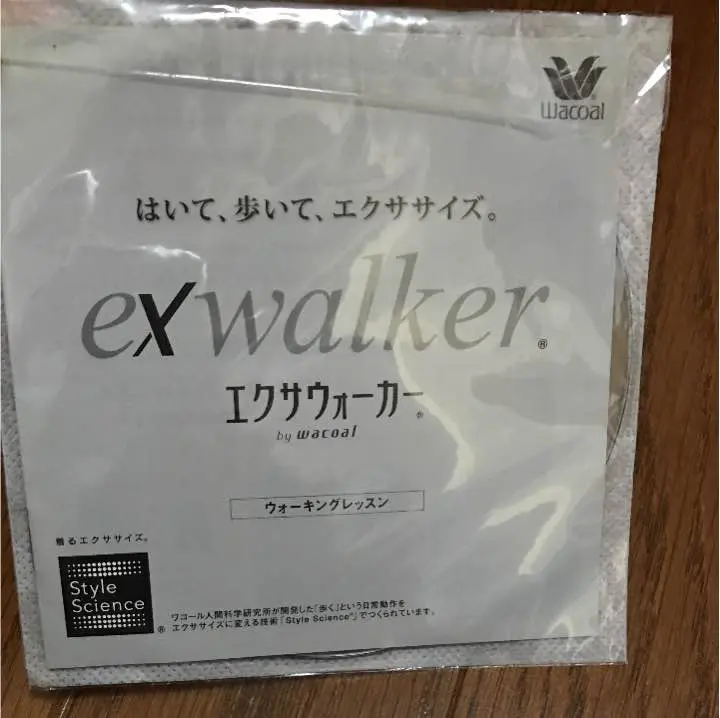 Wacoal
はいて、歩いて、エクササイズ。
exwalker®
エクサウォーカー®
by wacoal
ウォーキングレッスン
着るエクササイズ。
Style
Science®
ワコール人間科学研究所が開発した「歩く」という日常動作を
エクササイズに変える技術「Style Science®」でつくられています。